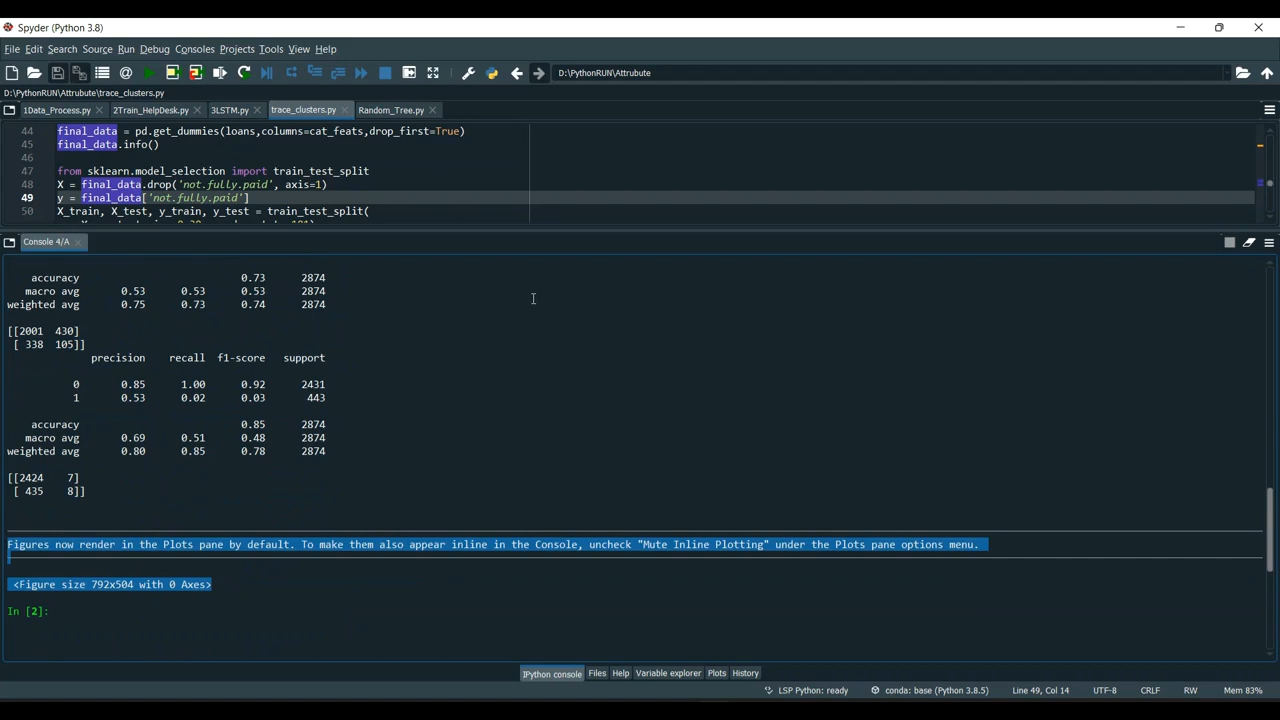 Spyder (Python 3.8)
File Edit Search Source Run Debug Consoles Projects Tools View Help
D:\PythonRUN\Attrubute
D:\PythonRUN\Attrubute\trace_clusters.py
1Data_Process.py 2Train_HelpDesk.py 3LSTM.py trace_clusters.py Random_Tree.py
44 final_data = pd.get_dummies(loans,columns=cat_feats,drop_first=True)
45 final_data.info()
46
47 from sklearn.model_selection import train_test_split
48 X = final_data.drop('not.fully.paid', axis=1)
49 y = final_data['not.fully.paid']
50 X_train, X_test, y_train, y_test = train_test_split(
Console 4/A
accuracy 0.73 2874
macro avg 0.53 0.53 0.53 2874
weighted avg 0.75 0.73 0.74 2874
[[2001 430]
[ 338 105]]
precision recall f1-score support
0 0.85 1.00 0.92 2431
1 0.53 0.02 0.03 443
accuracy 0.85 2874
macro avg 0.69 0.51 0.48 2874
weighted avg 0.80 0.85 0.78 2874
[[2424 7]
[ 435 8]]
Figures now render in the Plots pane by default. To make them also appear inline in the Console, uncheck "Mute Inline Plotting" under the Plots pane options menu.
<Figure size 792x504 with 0 Axes>
In [2]:
IPython console Files Help Variable explorer Plots History
LSP Python: ready conda: base (Python 3.8.5) Line 49, Col 14 UTF-8 CRLF RW Mem 83%